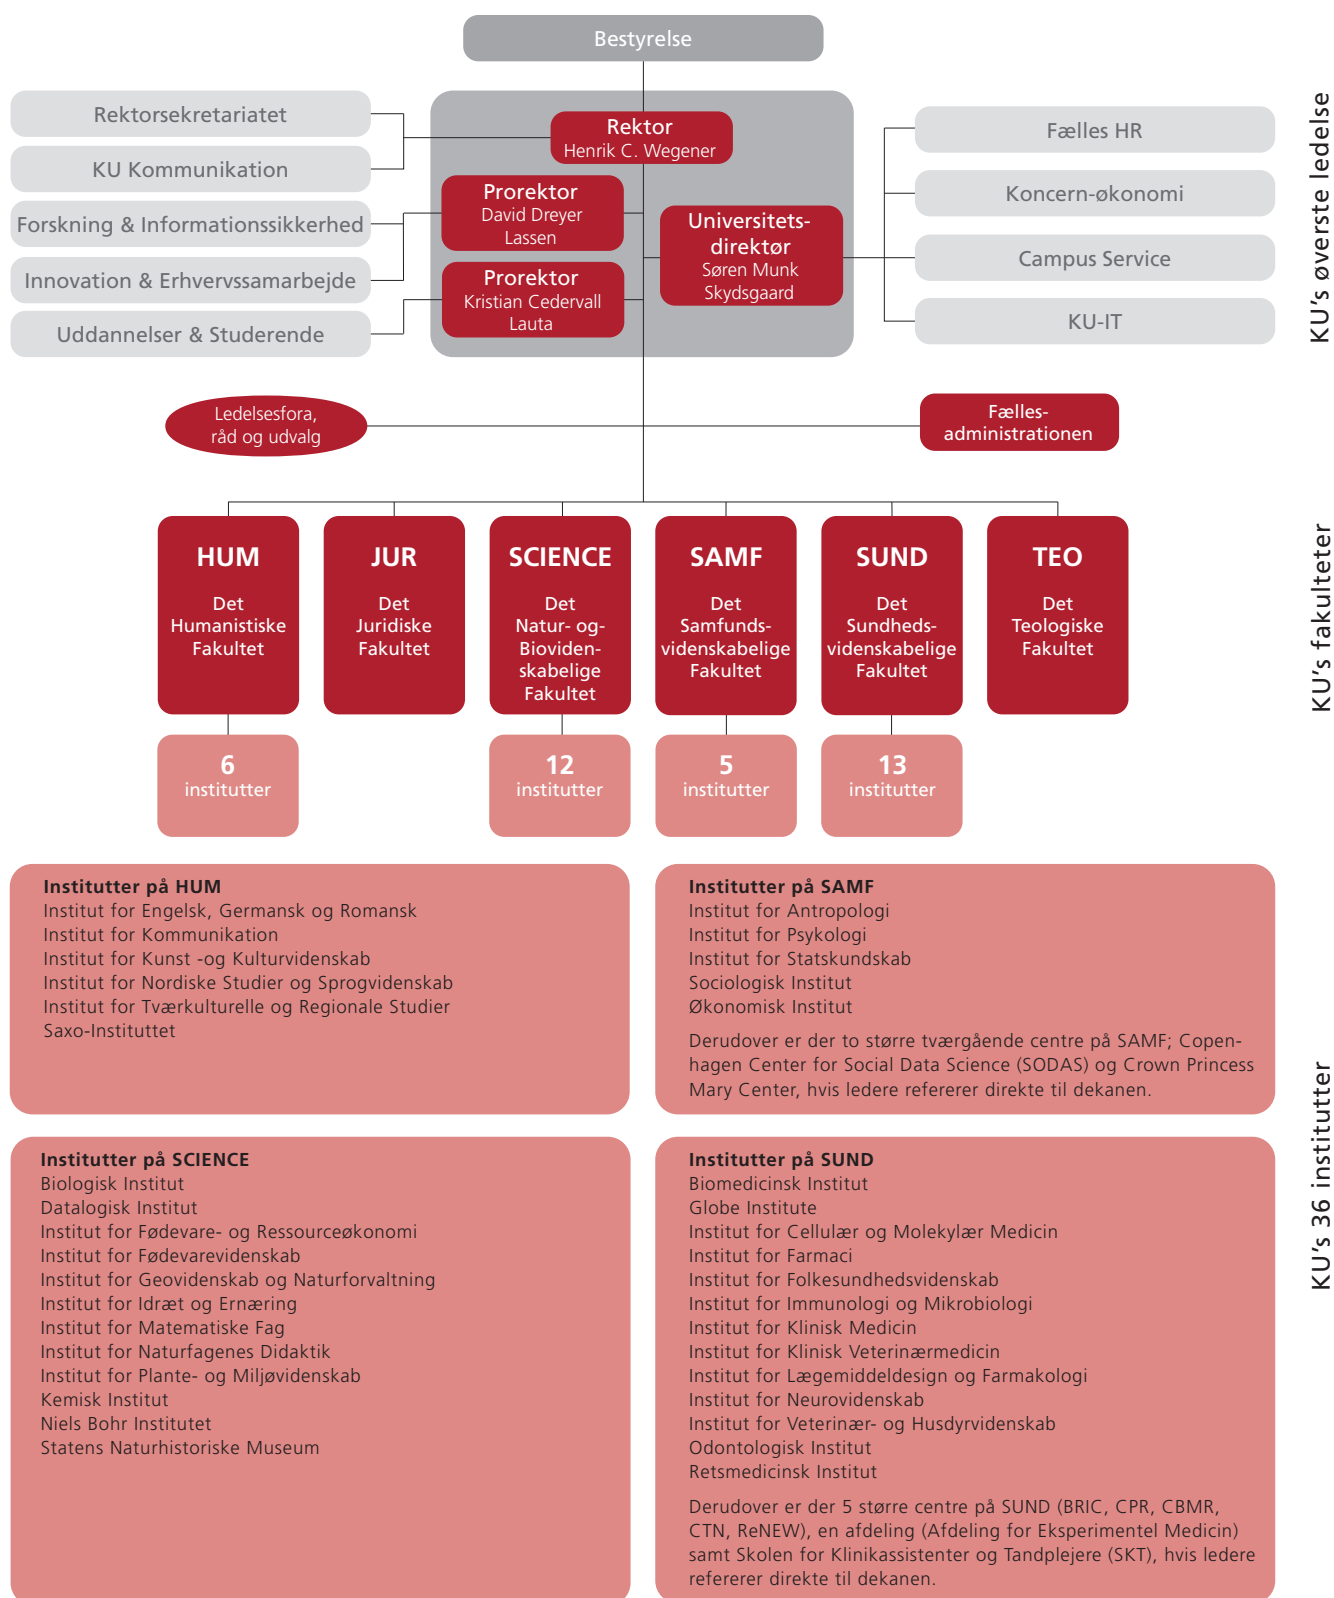 Bestyrelse
Rektorsekretariatet
KU Kommunikation
Forskning & Informationssikkerhed
Innovation & Erhvervssamarbejde
Uddannelser & Studerende
Rektor
Henrik C. Wegener
Prorektor
David Dreyer
Lassen
Prorektor
Kristian Cedervall
Lauta
Universitets-
direktør
Søren Munk
Skydsgaard
Fælles HR
Koncern-økonomi
Campus Service
KU-IT
KU's øverste ledelse
Ledelsesfora,
råd og udvalg
Fælles-
administrationen
HUM
Det
Humanistiske
Fakultet
JUR
Det
Juridiske
Fakultet
SCIENCE
Det
Natur- og-
Bioviden-
skabelige
Fakultet
SAMF
Det
Samfunds-
videnskabelige
Fakultet
SUND
Det
Sundheds-
videnskabelige
Fakultet
TEO
Det
Teologiske
Fakultet
KU's fakulteter
6
institutter
12
institutter
5
institutter
13
institutter
Institutter på HUM
Institut for Engelsk, Germansk og Romansk
Institut for Kommunikation
Institut for Kunst -og Kulturvidenskab
Institut for Nordiske Studier og Sprogvidenskab
Institut for Tværkulturelle og Regionale Studier
Saxo-Instituttet
Institutter på SAMF
Institut for Antropologi
Institut for Psykologi
Institut for Statskundskab
Sociologisk Institut
Økonomisk Institut
Derudover er der to større tværgående centre på SAMF; Copen-
hagen Center for Social Data Science (SODAS) og Crown Princess
Mary Center, hvis ledere refererer direkte til dekanen.
Institutter på SCIENCE
Biologisk Institut
Datalogisk Institut
Institut for Fødevare- og Ressourceøkonomi
Institut for Fødevarevidenskab
Institut for Geovidenskab og Naturforvaltning
Institut for Idræt og Ernæring
Institut for Matematiske Fag
Institut for Naturfagenes Didaktik
Institut for Plante- og Miljøvidenskab
Kemisk Institut
Niels Bohr Institutet
Statens Naturhistoriske Museum
Institutter på SUND
Biomedicinsk Institut
Globe Institute
Institut for Cellulær og Molekylær Medicin
Institut for Farmaci
Institut for Folkesundhedsvidenskab
Institut for Immunologi og Mikrobiologi
Institut for Klinisk Medicin
Institut for Klinisk Veterinærmedicin
Institut for Lægemiddeldesign og Farmakologi
Institut for Neurovidenskab
Institut for Veterinær- og Husdyrvidenskab
Odontologisk Institut
Retsmedicinsk Institut
Derudover er der 5 større centre på SUND (BRIC, CPR, CBMR,
CTN, ReNEW), en afdeling (Afdeling for Eksperimentel Medicin)
samt Skolen for Klinikassistenter og Tandplejere (SKT), hvis ledere
refererer direkte til dekanen.
KU's 36 institutter